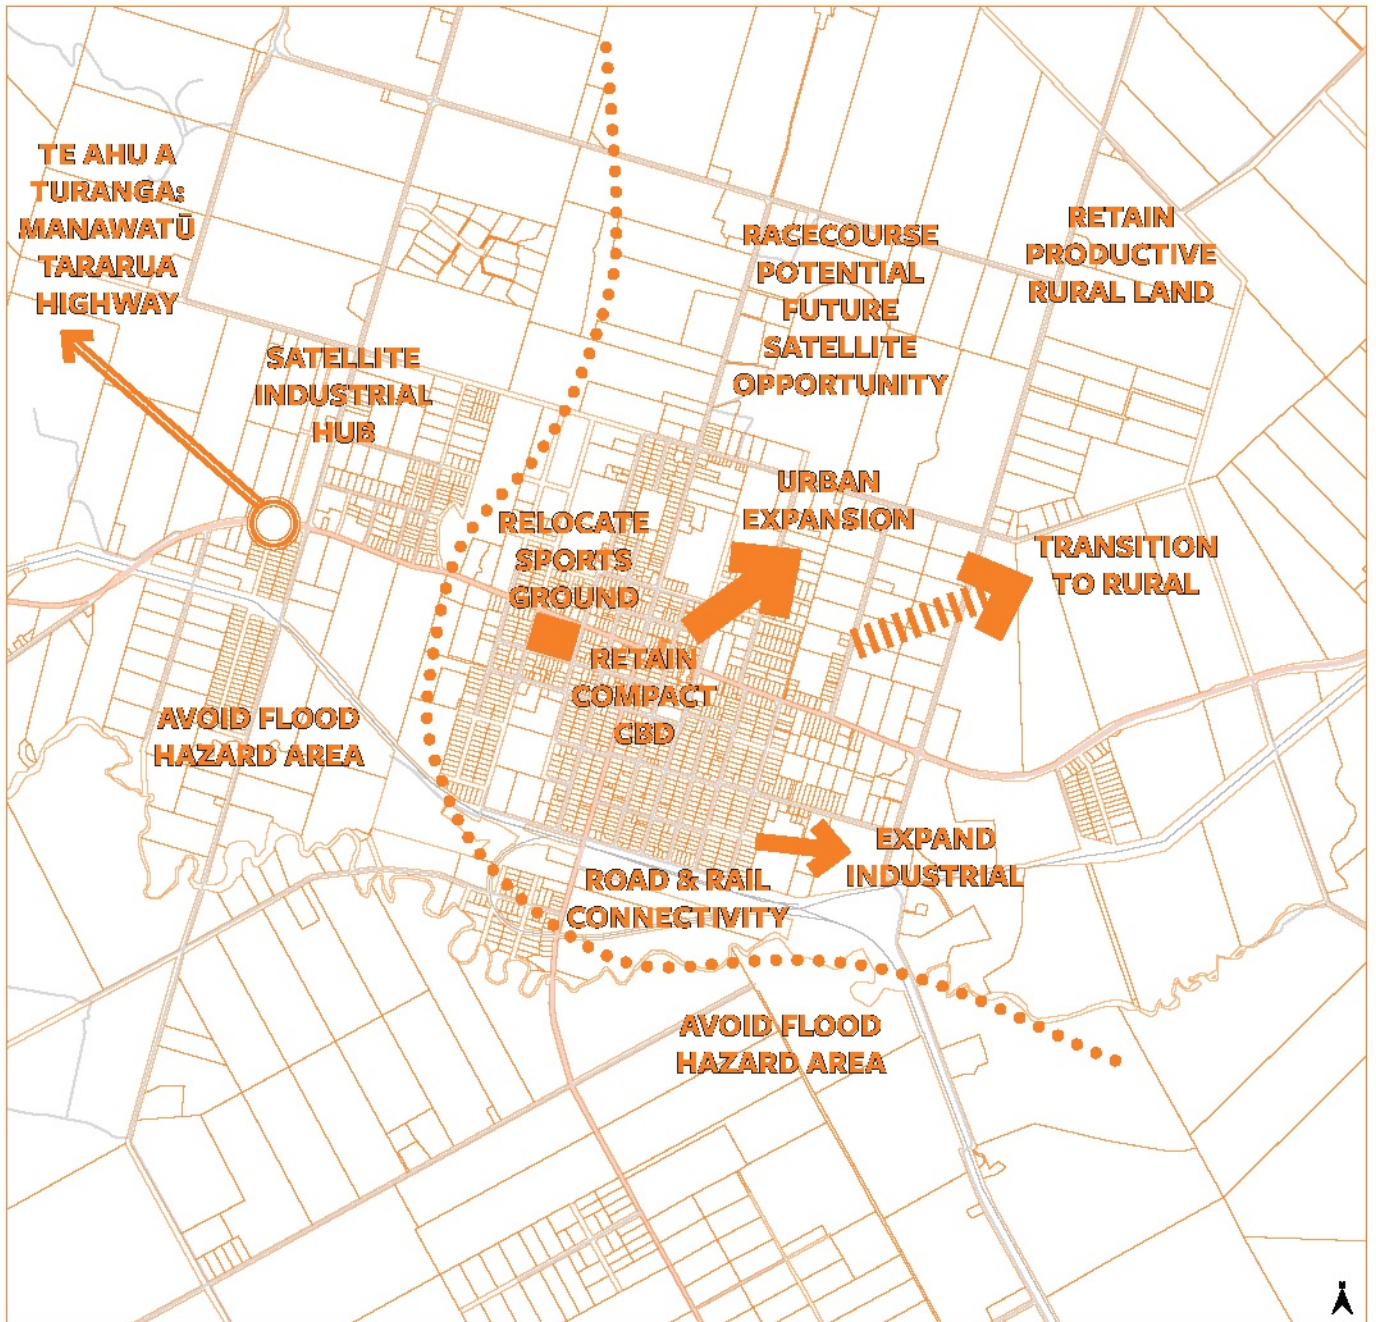 TE AHU A
TURANGA:
MANAWATŪ
TARARUA
HIGHWAY
RACECOURSE
POTENTIAL
FUTURE
SATELLITE
OPPORTUNITY
RETAIN
PRODUCTIVE
RURAL LAND
SATELLITE
INDUSTRIAL
HUB
URBAN
EXPANSION
RELOCATE
SPORTS
GROUND
TRANSITION
TO RURAL
RETAIN
COMPACT
CBD
AVOID FLOOD
HAZARD AREA
EXPAND
INDUSTRIAL
ROAD & RAIL
CONNECTIVITY
AVOID FLOOD
HAZARD AREA
N